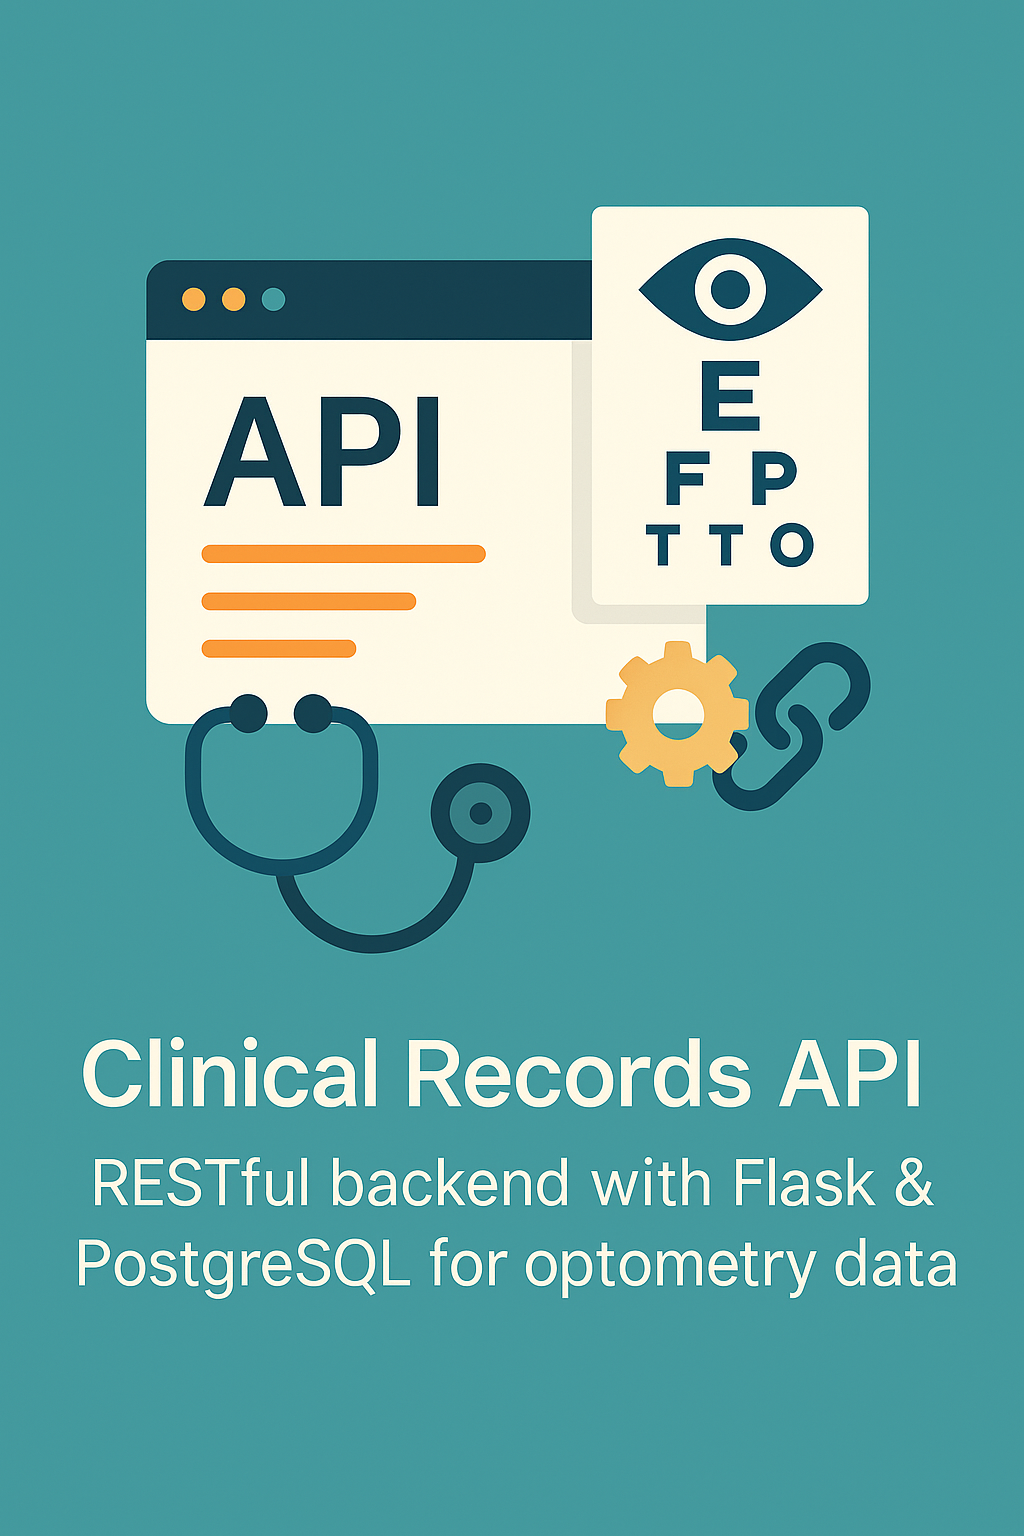 API
E
F P
T T O
Clinical Records API
RESTful backend with Flask &
PostgreSQL for optometry data